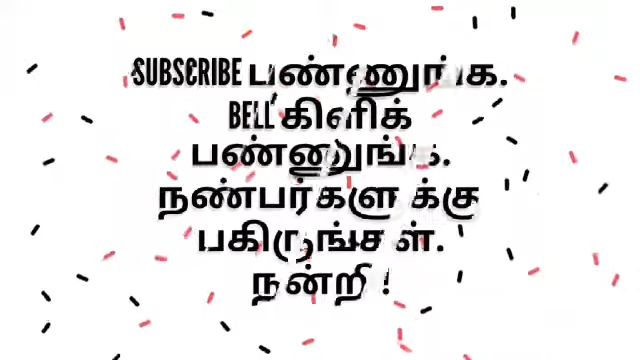 SUBSCRIBE பண்ணுங்க.
BELL கிளிக்
பண்ணுங்க.
நண்பர்களுக்கு
பகிருங்கள்.
நன்றி !